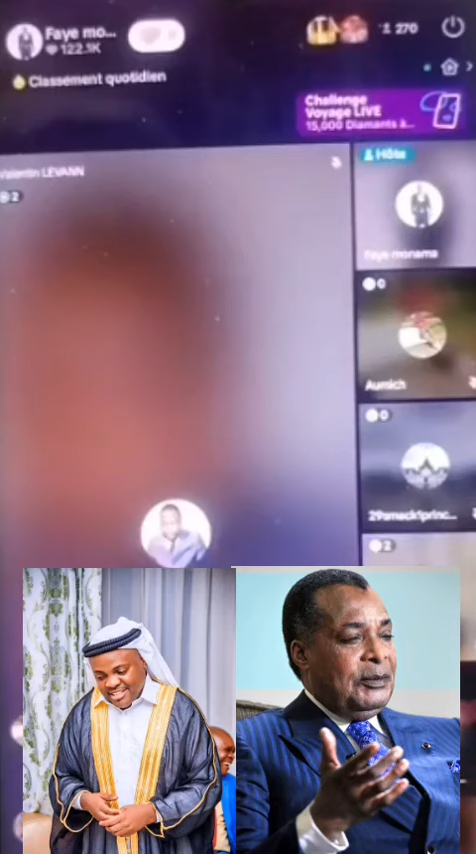 Faye mo...
122.1K
270
Classement quotidien
Challenge
Voyage LIVE
15,000 Diamants à...
Valentin LEVANN
2
Hôte
Faye monama
0
Aumich
0
2